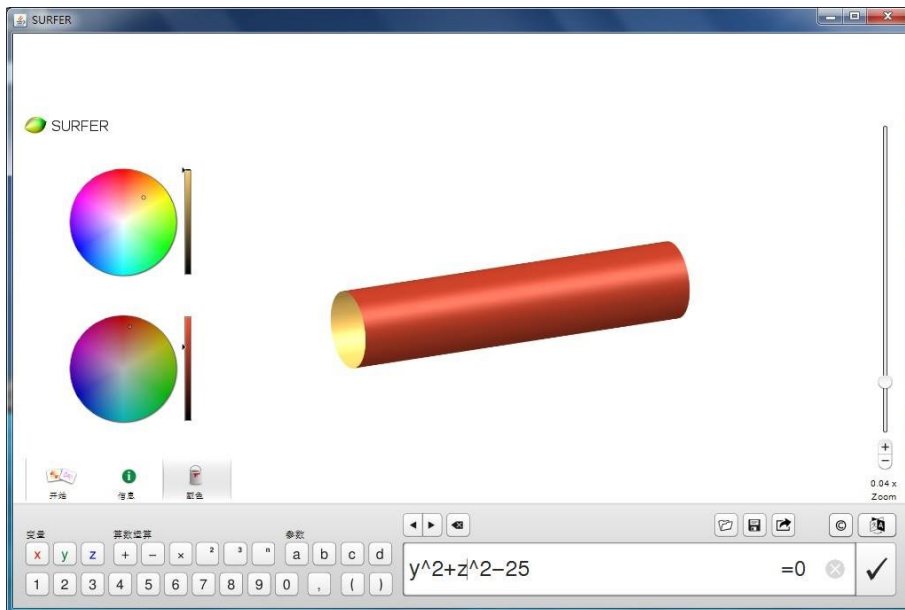 SURFER
SURFER
+
−
0.04 x
Zoom
开始 信息 颜色
变量 算数运算 参数
x y z + − × ² ³ ⁿ a b c d
1 2 3 4 5 6 7 8 9 0 , ( )
y^2+z^2−25 =0
©